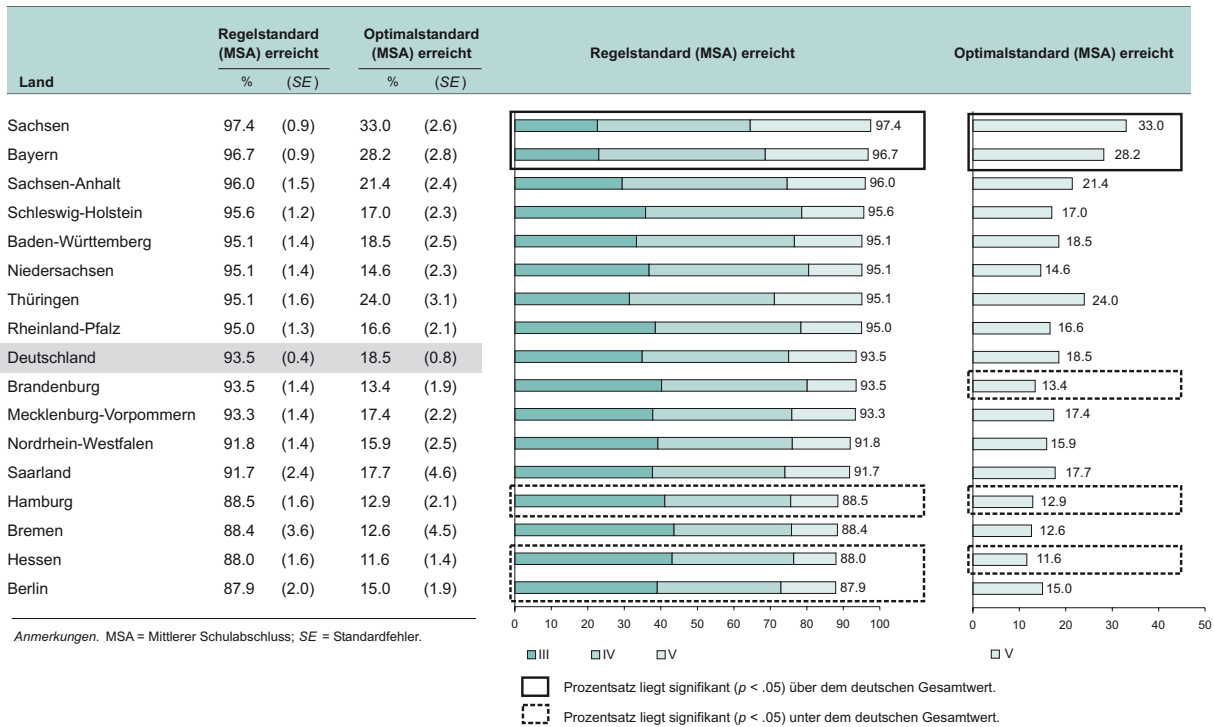 Regelstandard (MSA) erreicht Optimalstandard (MSA) erreicht Regelstandard (MSA) erreicht Optimalstandard (MSA) erreicht
Land % (SE) % (SE)
Sachsen 97.4 (0.9) 33.0 (2.6) 97.4 33.0
Bayern 96.7 (0.9) 28.2 (2.8) 96.7 28.2
Sachsen-Anhalt 96.0 (1.5) 21.4 (2.4) 96.0 21.4
Schleswig-Holstein 95.6 (1.2) 17.0 (2.3) 95.6 17.0
Baden-Württemberg 95.1 (1.4) 18.5 (2.5) 95.1 18.5
Niedersachsen 95.1 (1.4) 14.6 (2.3) 95.1 14.6
Thüringen 95.1 (1.6) 24.0 (3.1) 95.1 24.0
Rheinland-Pfalz 95.0 (1.3) 16.6 (2.1) 95.0 16.6
Deutschland 93.5 (0.4) 18.5 (0.8) 93.5 18.5
Brandenburg 93.5 (1.4) 13.4 (1.9) 93.5 13.4
Mecklenburg-Vorpommern 93.3 (1.4) 17.4 (2.2) 93.3 17.4
Nordrhein-Westfalen 91.8 (1.4) 15.9 (2.5) 91.8 15.9
Saarland 91.7 (2.4) 17.7 (4.6) 91.7 17.7
Hamburg 88.5 (1.6) 12.9 (2.1) 88.5 12.9
Bremen 88.4 (3.6) 12.6 (4.5) 88.4 12.6
Hessen 88.0 (1.6) 11.6 (1.4) 88.0 11.6
Berlin 87.9 (2.0) 15.0 (1.9) 87.9 15.0
0 10 20 30 40 50 60 70 80 90 100 0 10 20 30 40 50
Anmerkungen. MSA = Mittlerer Schulabschluss; SE = Standardfehler.
III IV V V
Prozentsatz liegt signifikant (p < .05) über dem deutschen Gesamtwert.
Prozentsatz liegt signifikant (p < .05) unter dem deutschen Gesamtwert.